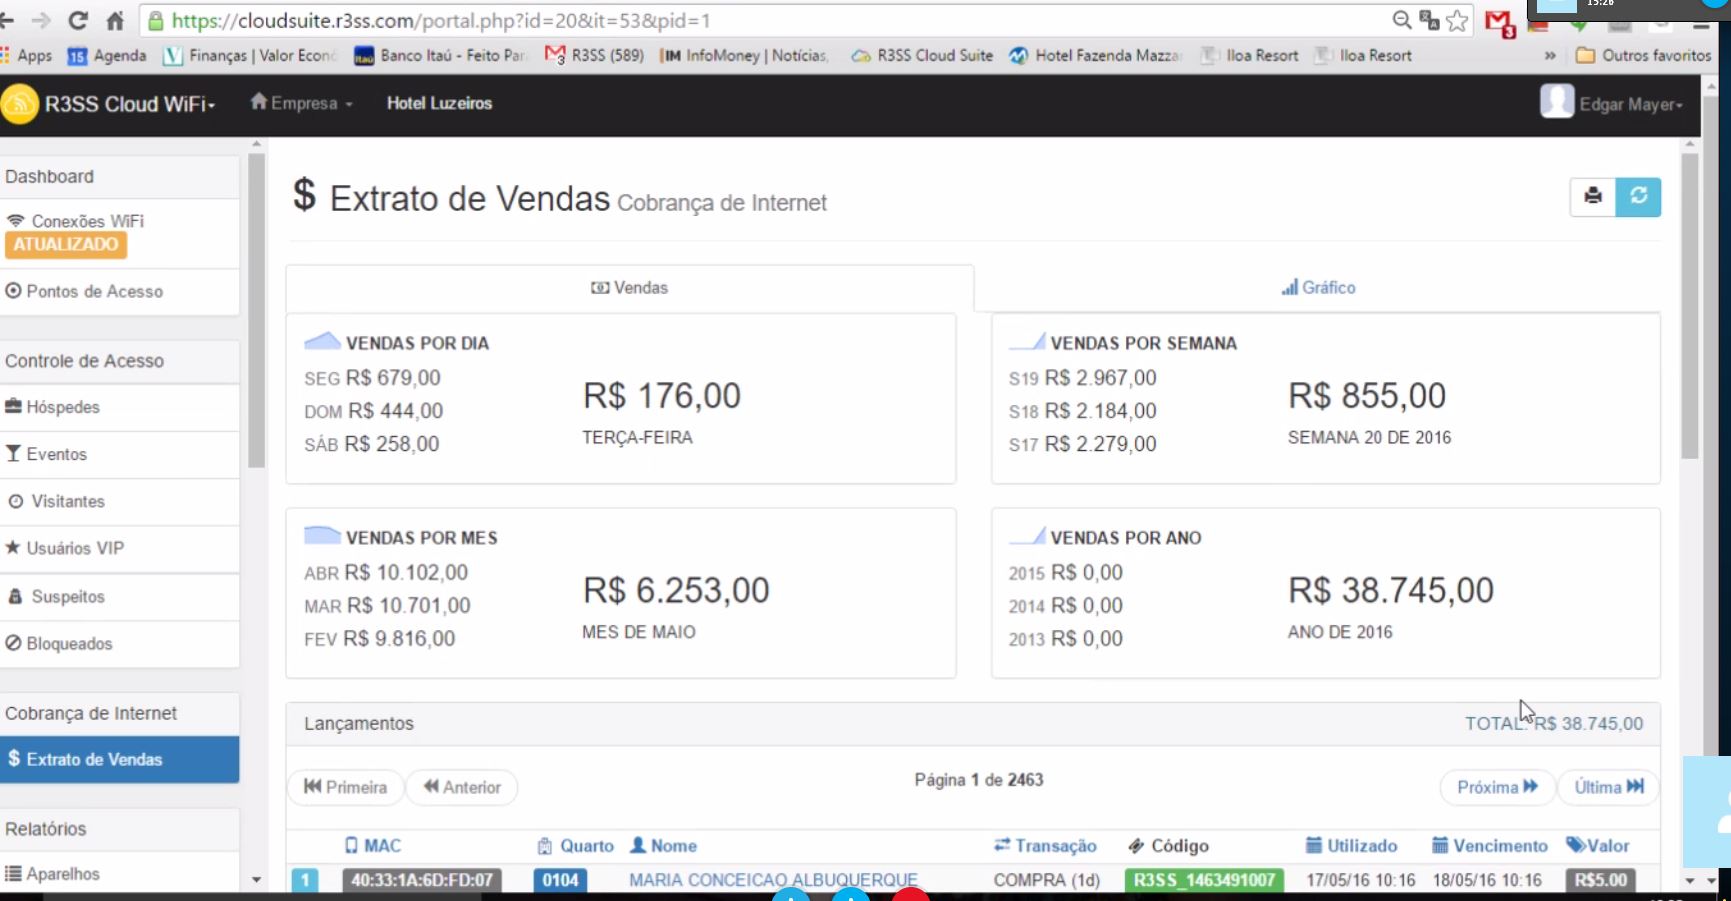 15:26
https://cloudsuite.r3ss.com/portal.php?id=20&it=53&pid=1
3
Apps 15 Agenda V Finanças | Valor Econó Itaú Banco Itaú - Feito Par 3 R3SS (589) IM InfoMoney | Notícias, R3SS Cloud Suite Hotel Fazenda Mazza Iloa Resort Iloa Resort » Outros favoritos
R3SS Cloud WiFi Empresa Hotel Luzeiros Edgar Mayer
Dashboard
Conexões WiFi
ATUALIZADO
Pontos de Acesso
Controle de Acesso
Hóspedes
Eventos
Visitantes
Usuários VIP
Suspeitos
Bloqueados
Cobrança de Internet
$ Extrato de Vendas
Relatórios
Aparelhos
$ Extrato de Vendas Cobrança de Internet
Vendas Gráfico
VENDAS POR DIA
SEG R$ 679,00
DOM R$ 444,00
SÁB R$ 258,00
R$ 176,00
TERÇA-FEIRA
VENDAS POR SEMANA
S19 R$ 2.967,00
S18 R$ 2.184,00
S17 R$ 2.279,00
R$ 855,00
SEMANA 20 DE 2016
VENDAS POR MES
ABR R$ 10.102,00
MAR R$ 10.701,00
FEV R$ 9.816,00
R$ 6.253,00
MES DE MAIO
VENDAS POR ANO
2015 R$ 0,00
2014 R$ 0,00
2013 R$ 0,00
R$ 38.745,00
ANO DE 2016
Lançamentos TOTAL: R$ 38.745,00
Primeira Anterior Página 1 de 2463 Próxima Última
MAC Quarto Nome Transação Código Utilizado Vencimento Valor
1 40:33:1A:6D:FD:07 0104 MARIA CONCEICAO ALBUQUERQUE COMPRA (1d) R3SS_1463491007 17/05/16 10:16 18/05/16 10:16 R$5.00